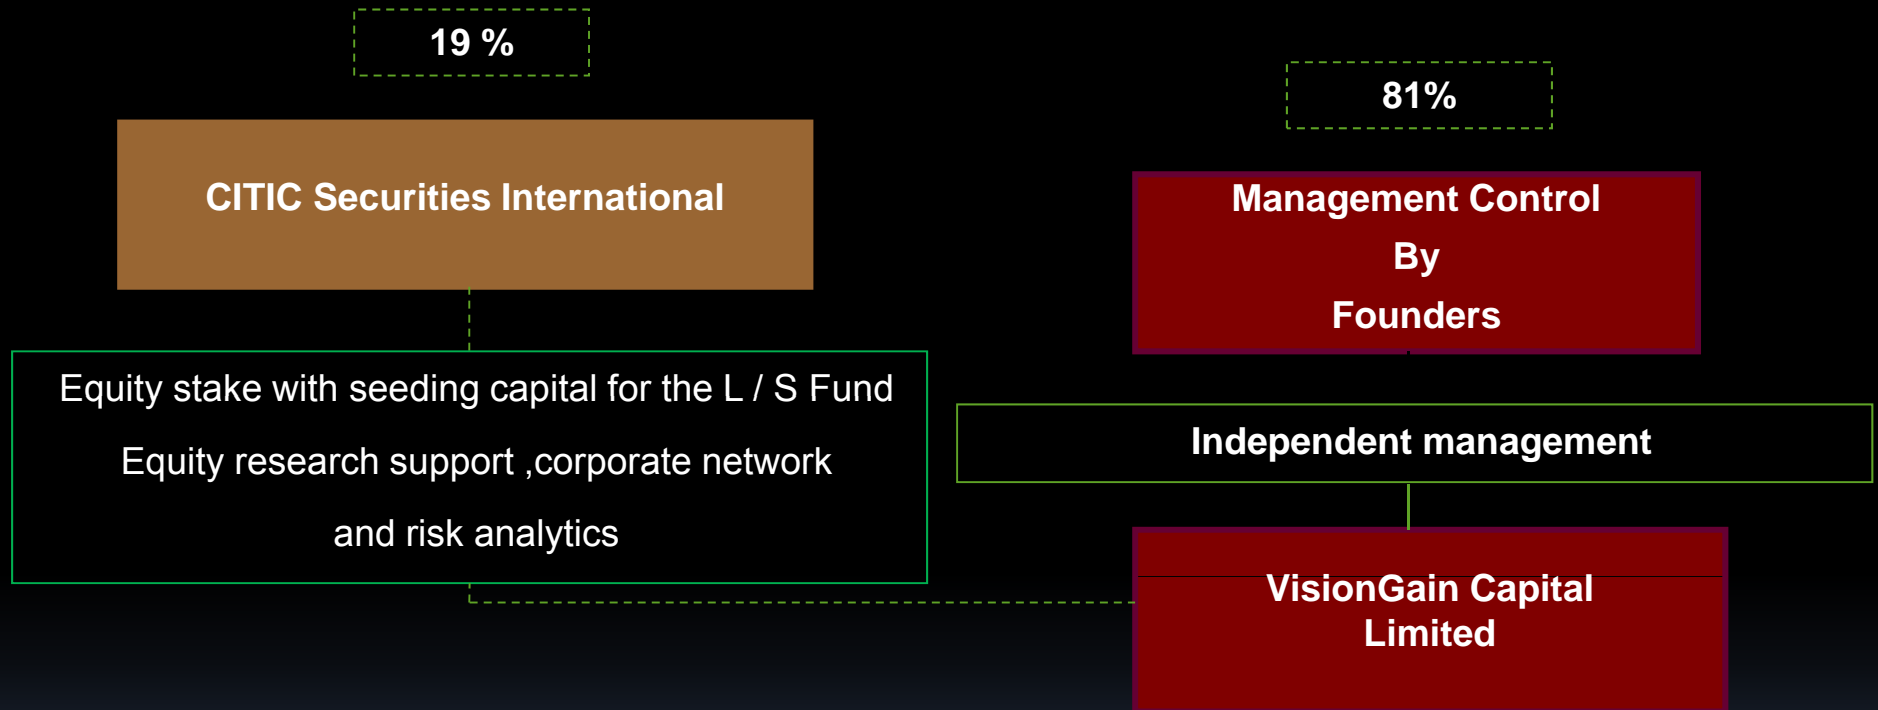 19 %
CITIC Securities International
Equity stake with seeding capital for the L / S Fund
Equity research support ,corporate network
and risk analytics
81%
Management Control
By
Founders
Independent management
VisionGain Capital
Limited